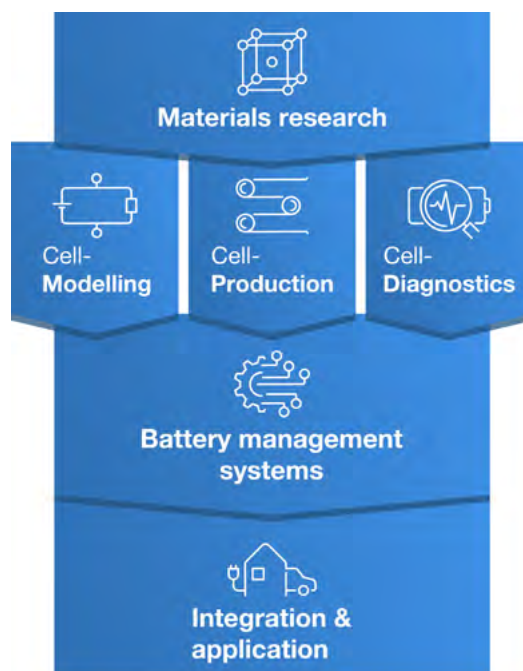 Materials research
Cell-
Modelling
Cell-
Production
Cell-
Diagnostics
Battery management
systems
Integration &
application